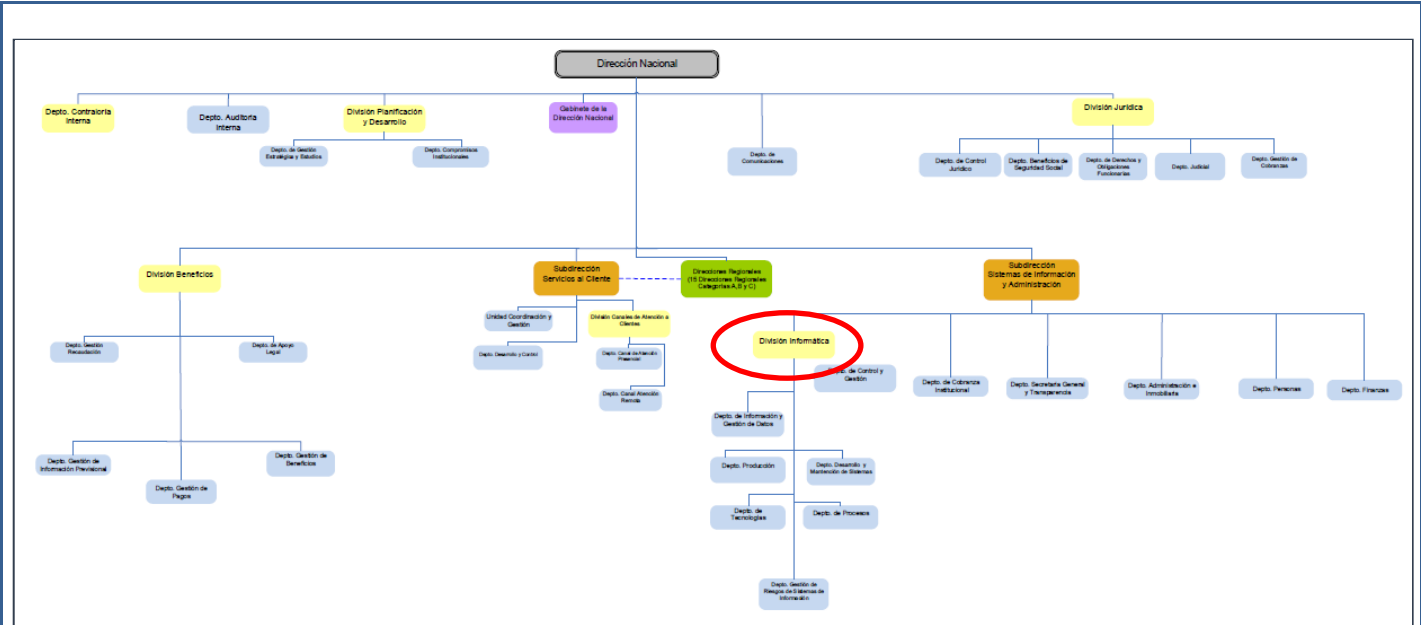 Dirección Nacional
Depto. Contraloría
Interna
Depto. Auditoria
Interna
División Planificación
y Desarrollo
Gabinete de la
Dirección Nacional
División Jurídica
Depto. de Gestión
Estratégica y Estudios
Depto. Compromisos
Institucionales
Depto. de
Comunicaciones
Depto. de Control
Jurídico
Depto. Beneficios de
Seguridad Social
Depto. de Derechos y
Obligaciones
Funcionarias
Depto. Judicial
Depto. Gestión de
Cobranzas
División Beneficios
Subdirección
Servicios al Cliente
Direcciones Regionales
(15 Direcciones Regionales
Categorías A,B y C)
Subdirección
Sistemas de Información
y Administración
Unidad Coordinación y
Gestión
División Canales de Atención a
Clientes
División Informática
Depto. Gestión
Recaudación
Depto. de Apoyo
Legal
Depto. Desarrollo y Control
Depto. Canal de Atención
Presencial
Depto. Canal Atención
Remota
Depto. de Control y
Gestión
Depto. de Cobranza
Institucional
Depto. Secretaría General
y Transparencia
Depto. Administración e
Inmobiliaria
Depto. Personas
Depto. Finanzas
Depto. de Información y
Gestión de Datos
Depto. Gestión de
Información Previsional
Depto. Gestión de
Pagos
Depto. Gestión de
Beneficios
Depto. Producción
Depto. Desarrollo y
Mantención de Sistemas
Depto. de
Tecnologías
Depto. de Procesos
Depto. Gestión de
Riesgos de Sistemas de
Información